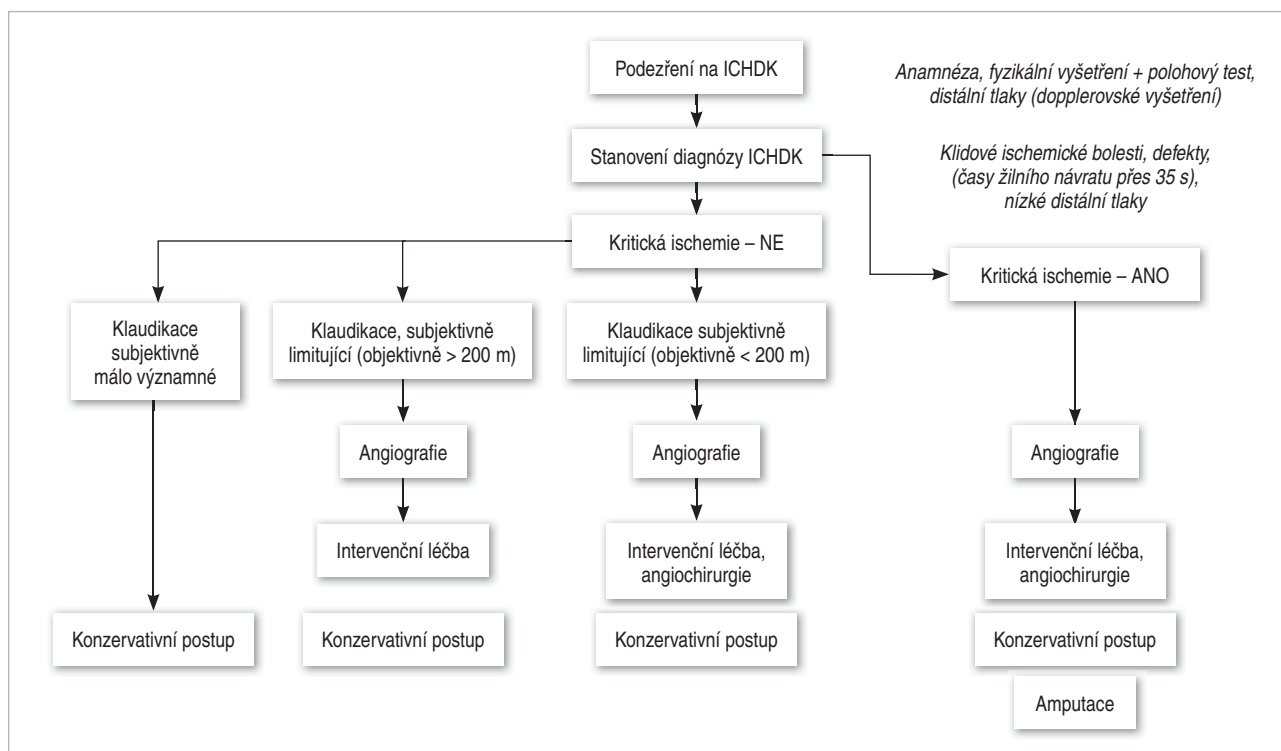 Podezření na ICHDK
Anamnéza, fyzikální vyšetření + polohový test,
distální tlaky (dopplerovské vyšetření)
Stanovení diagnózy ICHDK
Klidové ischemické bolesti, defekty,
(časy žilního návratu přes 35 s),
nízké distální tlaky
Kritická ischemie – NE
Kritická ischemie – ANO
Klaudikace
subjektivně
málo významné
Klaudikace, subjektivně
limitující (objektivně > 200 m)
Klaudikace subjektivně
limitující (objektivně < 200 m)
Angiografie
Angiografie
Angiografie
Intervenční léčba
Intervenční léčba,
angiochirurgie
Intervenční léčba,
angiochirurgie
Konzervativní postup
Konzervativní postup
Konzervativní postup
Konzervativní postup
Amputace